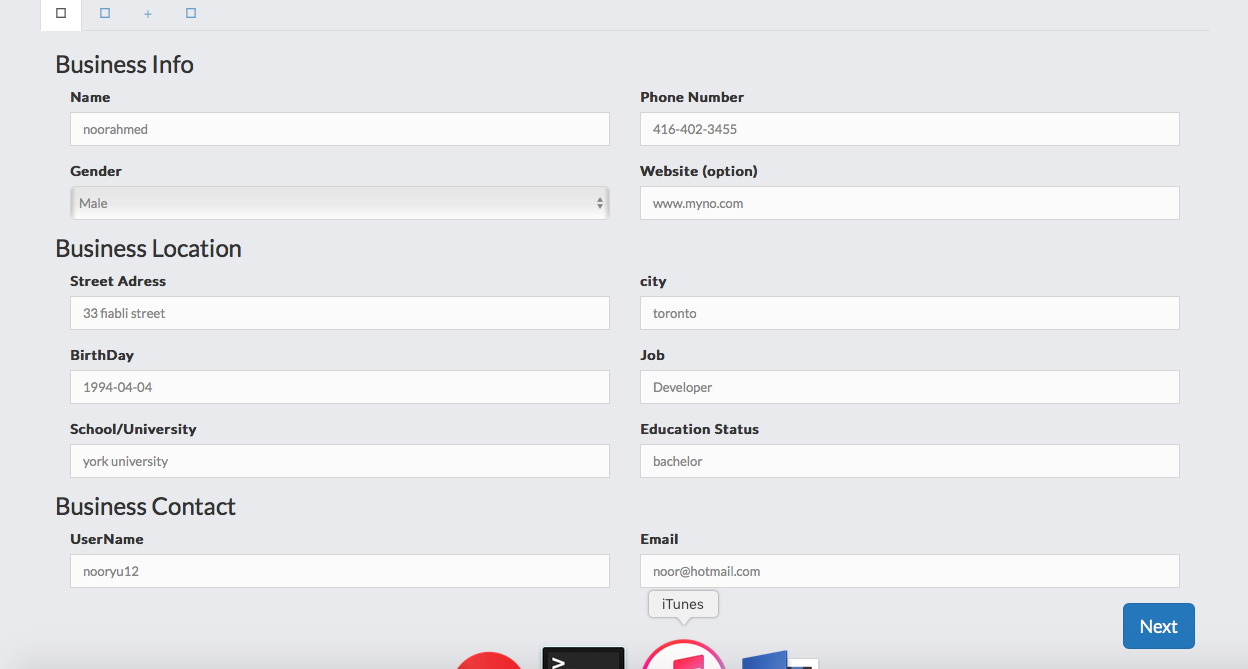 +
Business Info
Name Phone Number
noorahmed 416-402-3455
Gender Website (option)
Male www.myno.com
Business Location
Street Adress city
33 fiabli street toronto
BirthDay Job
1994-04-04 Developer
School/University Education Status
york university bachelor
Business Contact
UserName Email
nooryu12 noor@hotmail.com
iTunes
Next
>